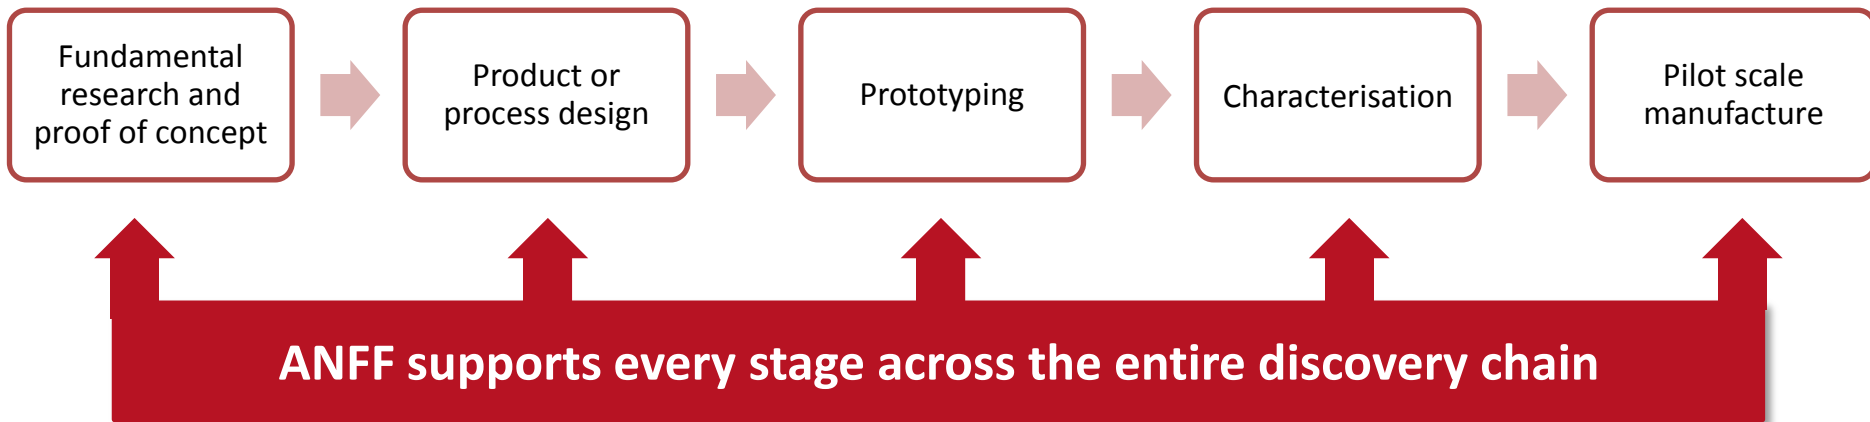 Fundamental
research and
proof of concept
Product or
process design
Prototyping
Characterisation
Pilot scale
manufacture
ANFF supports every stage across the entire discovery chain